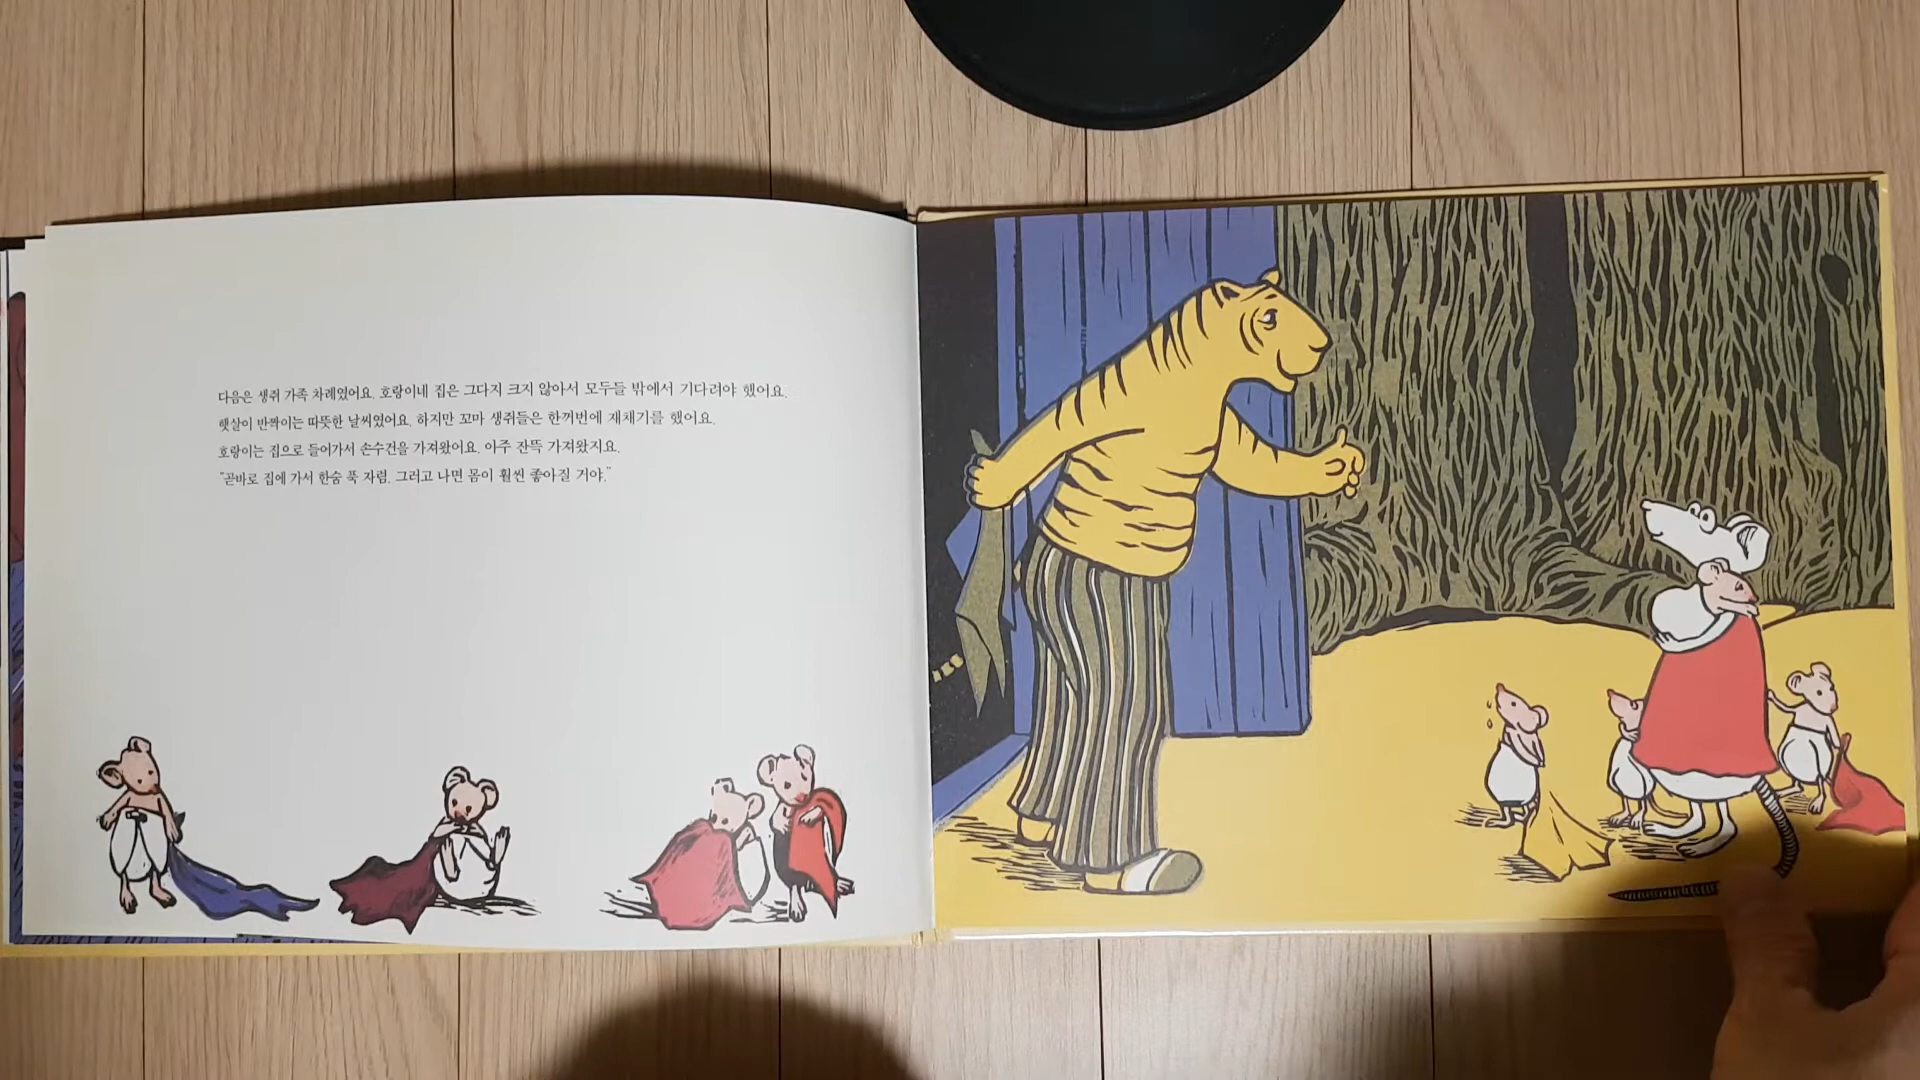 다음은 생쥐 가족 차례였어요. 호랑이네 집은 그다지 크지 않아서 모두들 밖에서 기다려야 했어요.
햇살이 반짝이는 따뜻한 날씨였어요. 하지만 꼬마 생쥐들은 한꺼번에 재채기를 했어요.
호랑이는 집으로 들어가서 손수건을 가져왔어요. 아주 잔뜩 가져왔지요.
"곧바로 집에 가서 한숨 푹 자렴. 그러고 나면 몸이 훨씬 좋아질 거야."